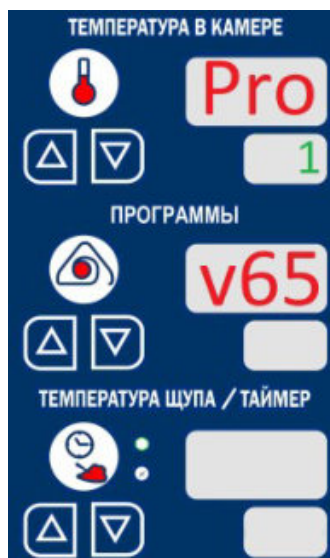 ТЕМПЕРАТУРА В КАМЕРЕ
Pro
1
ПРОГРАММЫ
v65
ТЕМПЕРАТУРА ЩУПА / ТАЙМЕР